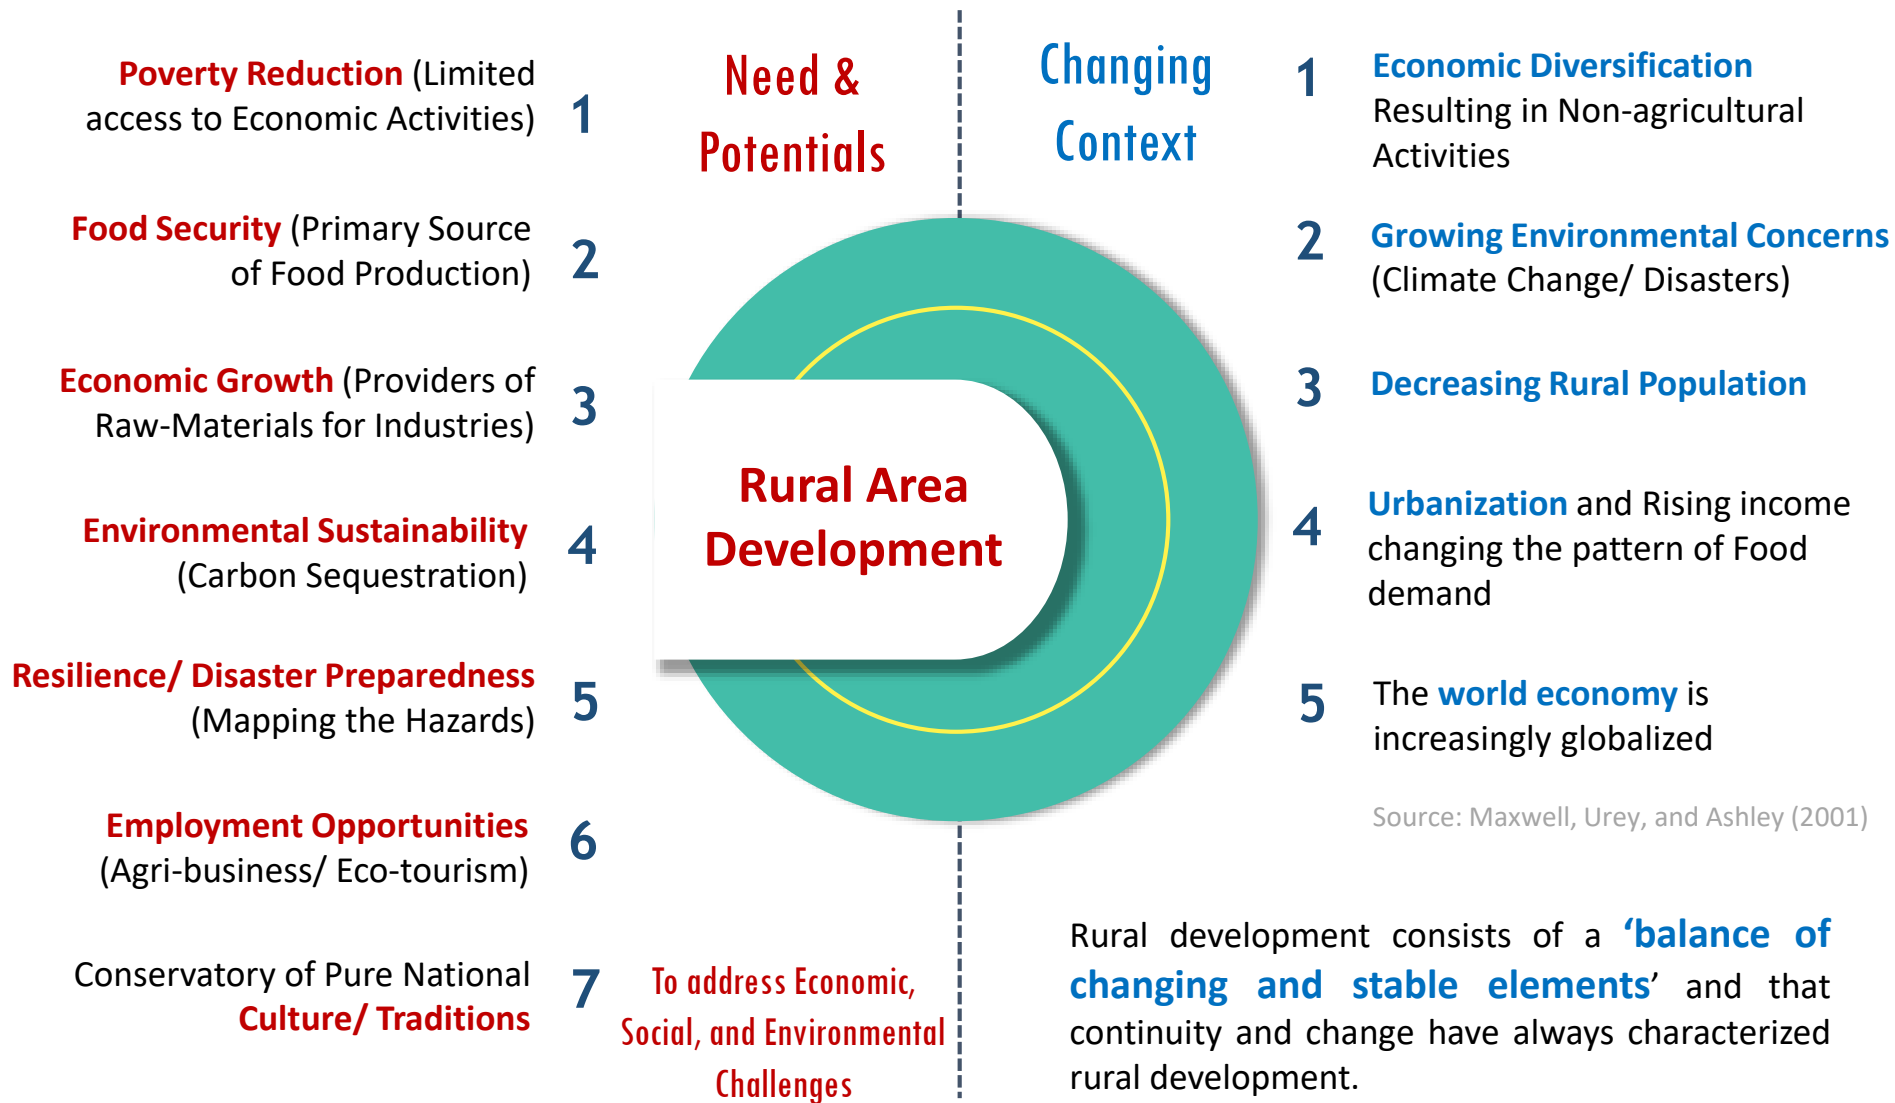 Need &
Potentials
Poverty Reduction (Limited
access to Economic Activities)
1
Food Security (Primary Source
of Food Production)
2
Economic Growth (Providers of
Raw-Materials for Industries)
3
Environmental Sustainability
(Carbon Sequestration)
4
Resilience/ Disaster Preparedness
(Mapping the Hazards)
5
Employment Opportunities
(Agri-business/ Eco-tourism)
6
Conservatory of Pure National
Culture/ Traditions
7
To address Economic,
Social, and Environmental
Challenges
Rural Area
Development
Changing
Context
1
Economic Diversification
Resulting in Non-agricultural
Activities
2
Growing Environmental Concerns
(Climate Change/ Disasters)
3
Decreasing Rural Population
4
Urbanization and Rising income
changing the pattern of Food
demand
5
The world economy is
increasingly globalized
Source: Maxwell, Urey, and Ashley (2001)
Rural development consists of a ‘balance of
changing and stable elements’ and that
continuity and change have always characterized
rural development.